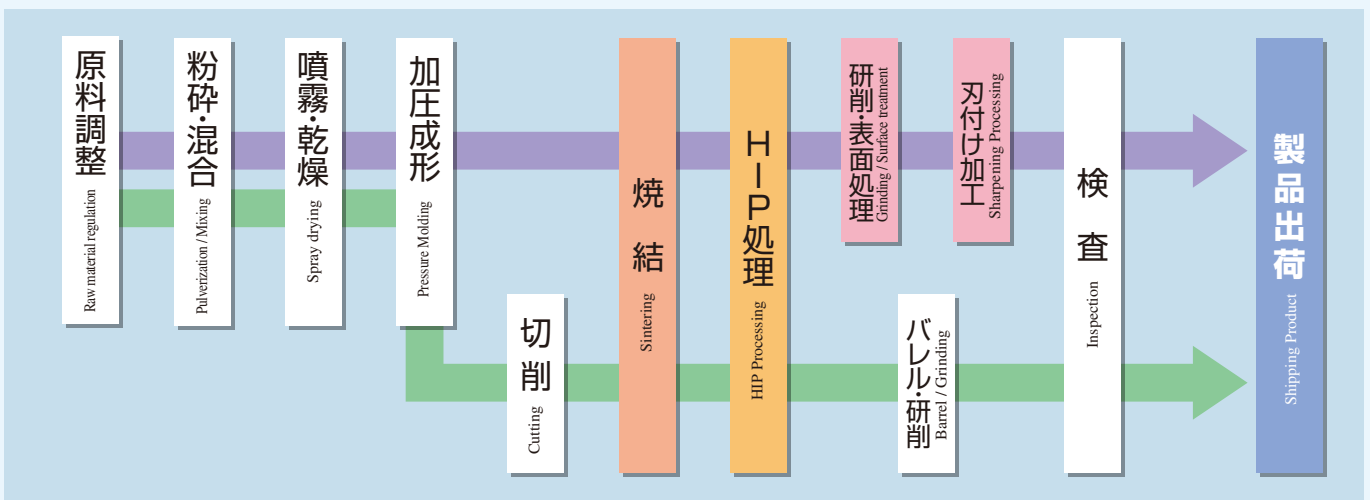 原料調整
Raw material regulation
粉砕・混合
Pulverization / Mixing
噴霧・乾燥
Spray drying
加圧成形
Pressure Molding
切削
Cutting
焼結
Sintering
HIP処理
HIP Processing
研削・表面処理
Grinding / Surface treatment
刃付け加工
Sharpening Processing
バレル・研削
Barrel / Grinding
検査
Inspection
製品出荷
Shipping Product